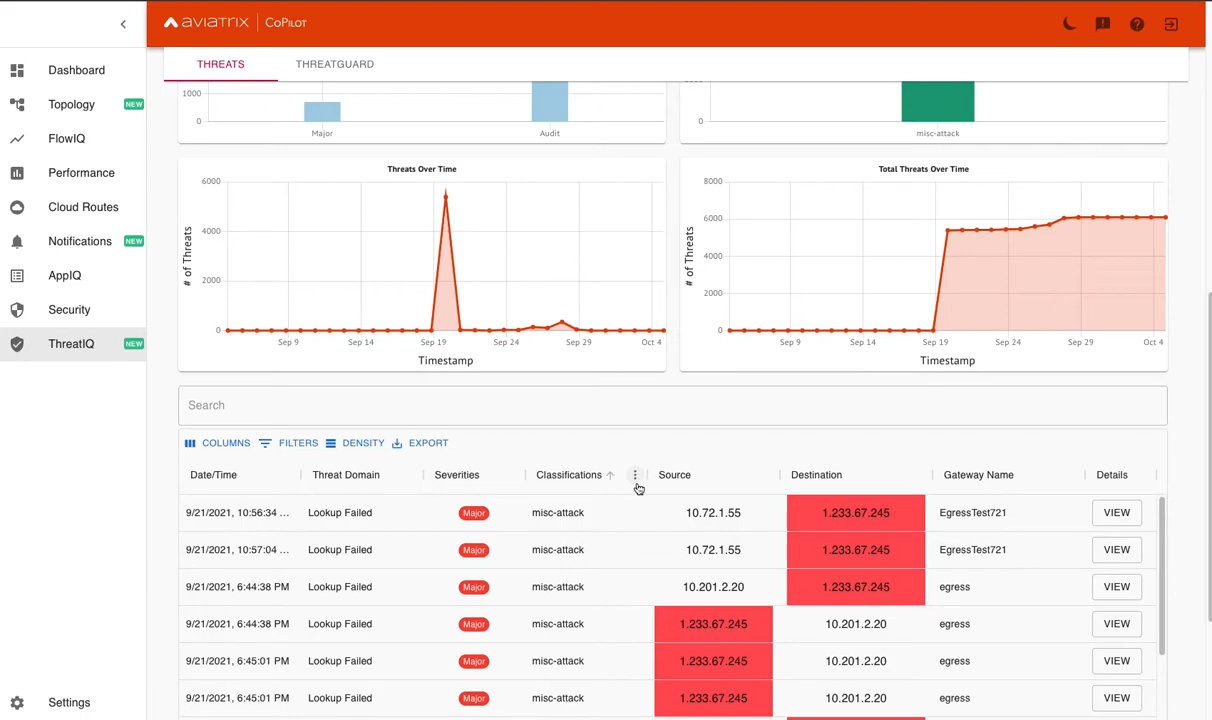 aviatrix CoPilot
Dashboard
Topology NEW
FlowIQ
Performance
Cloud Routes
Notifications NEW
AppIQ
Security
ThreatIQ NEW
Settings
THREATS THREATGUARD
1000
0
Major Audit
0
misc-attack
Threats Over Time
6000
4000
2000
0
# of Threats
Sep 9 Sep 14 Sep 19 Sep 24 Sep 29 Oct 4
Timestamp
Total Threats Over Time
8000
6000
4000
2000
0
# of Threats
Sep 9 Sep 14 Sep 19 Sep 24 Sep 29 Oct 4
Timestamp
Search
COLUMNS FILTERS DENSITY EXPORT
Date/Time Threat Domain Severities Classifications Source Destination Gateway Name Details
9/21/2021, 10:56:34 ... Lookup Failed Major misc-attack 10.72.1.55 1.233.67.245 EgressTest721 VIEW
9/21/2021, 10:57:04 ... Lookup Failed Major misc-attack 10.72.1.55 1.233.67.245 EgressTest721 VIEW
9/21/2021, 6:44:38 PM Lookup Failed Major misc-attack 10.201.2.20 1.233.67.245 egress VIEW
9/21/2021, 6:44:38 PM Lookup Failed Major misc-attack 1.233.67.245 10.201.2.20 egress VIEW
9/21/2021, 6:45:01 PM Lookup Failed Major misc-attack 1.233.67.245 10.201.2.20 egress VIEW
9/21/2021, 6:45:01 PM Lookup Failed Major misc-attack 1.233.67.245 10.201.2.20 egress VIEW